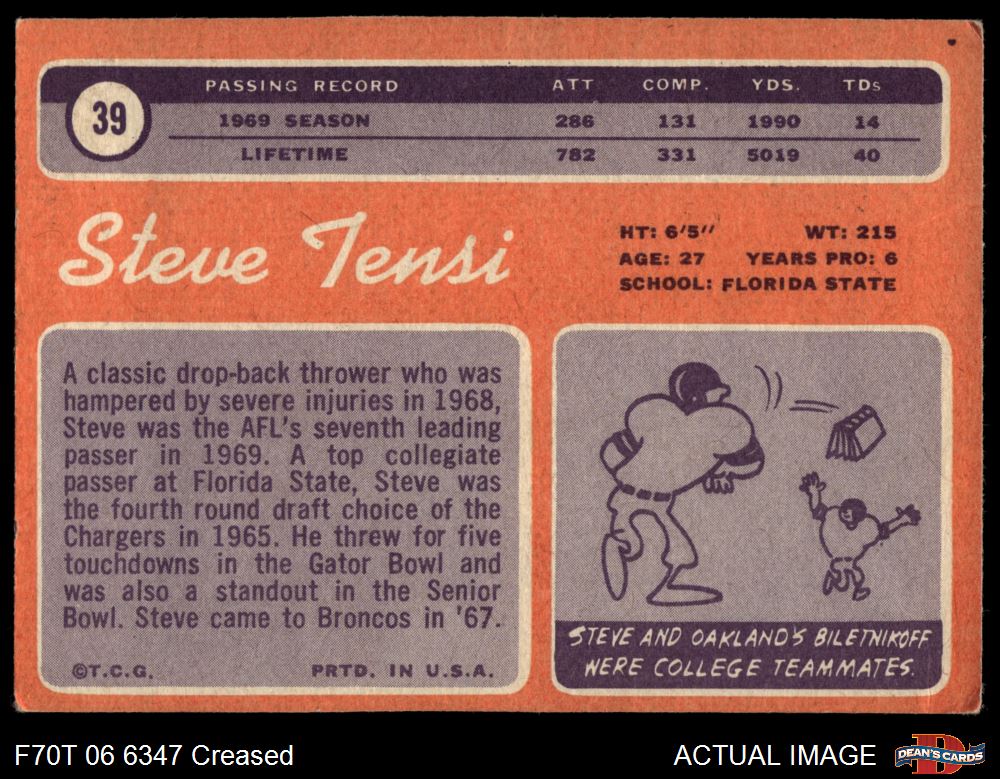 39
PASSING RECORD ATT COMP. YDS. TDs
1969 SEASON 286 131 1990 14
LIFETIME 782 331 5019 40
Steve Tensi
HT: 6'5'' WT: 215
AGE: 27 YEARS PRO: 6
SCHOOL: FLORIDA STATE
A classic drop-back thrower who was
hampered by severe injuries in 1968,
Steve was the AFL's seventh leading
passer in 1969. A top collegiate
passer at Florida State, Steve was
the fourth round draft choice of the
Chargers in 1965. He threw for five
touchdowns in the Gator Bowl and
was also a standout in the Senior
Bowl. Steve came to Broncos in '67.
©T.C.G. PRTD. IN U.S.A.
STEVE AND OAKLAND'S BILETNIKOFF
WERE COLLEGE TEAMMATES.
F70T 06 6347 Creased
ACTUAL IMAGE
DEAN'S CARDS